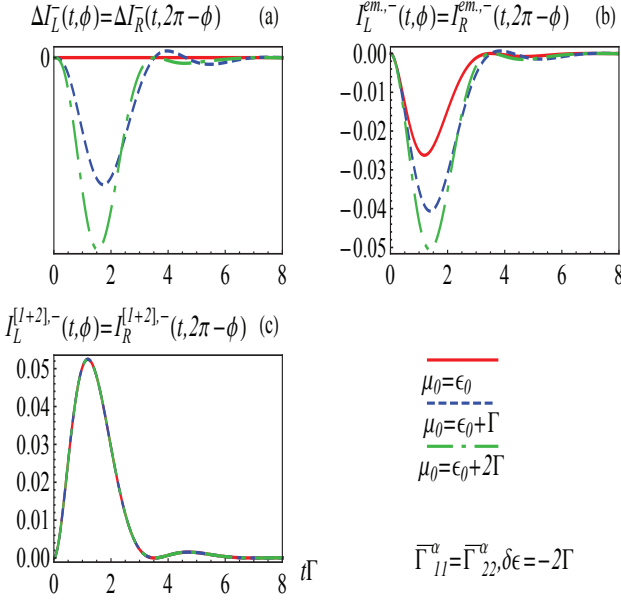 ΔI_L^-(t,ϕ)=ΔI_R^-(t,2π−ϕ) (a)
0
0 2 4 6 8
I_L^{em.,−}(t,ϕ)=I_R^{em.,−}(t,2π−ϕ) (b)
0.00
−0.01
−0.02
−0.03
−0.04
−0.05
0 2 4 6 8
I_L^{[1+2],−}(t,ϕ)=I_R^{[1+2],−}(t,2π−ϕ) (c)
0.05
0.04
0.03
0.02
0.01
0.00
0 2 4 6 8
tΓ
μ_0=ϵ_0
μ_0=ϵ_0+Γ
μ_0=ϵ_0+2Γ
Γ̅^α_{11}=Γ̅^α_{22},δϵ=−2Γ